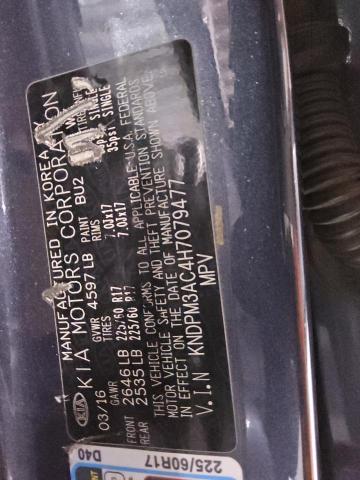 MANUFACTURED IN KOREA
KIA KIA MOTORS CORPORATION
03/16 GVWR 4597 LB PAINT BU2
GAWR TIRES RIMS
FRONT 2646 LB 225/60 R17 7.0Jx17 SINGLE
REAR 2535 LB 225/60 R17 7.0Jx17 35psi SINGLE
THIS VEHICLE CONFORMS TO ALL APPLICABLE U.S.A. FEDERAL
MOTOR VEHICLE SAFETY AND THEFT PREVENTION STANDARDS
IN EFFECT ON THE DATE OF MANUFACTURE SHOWN ABOVE.
V.I.N KNDPM3AC4H7079477
MPV
D40
225/60R17